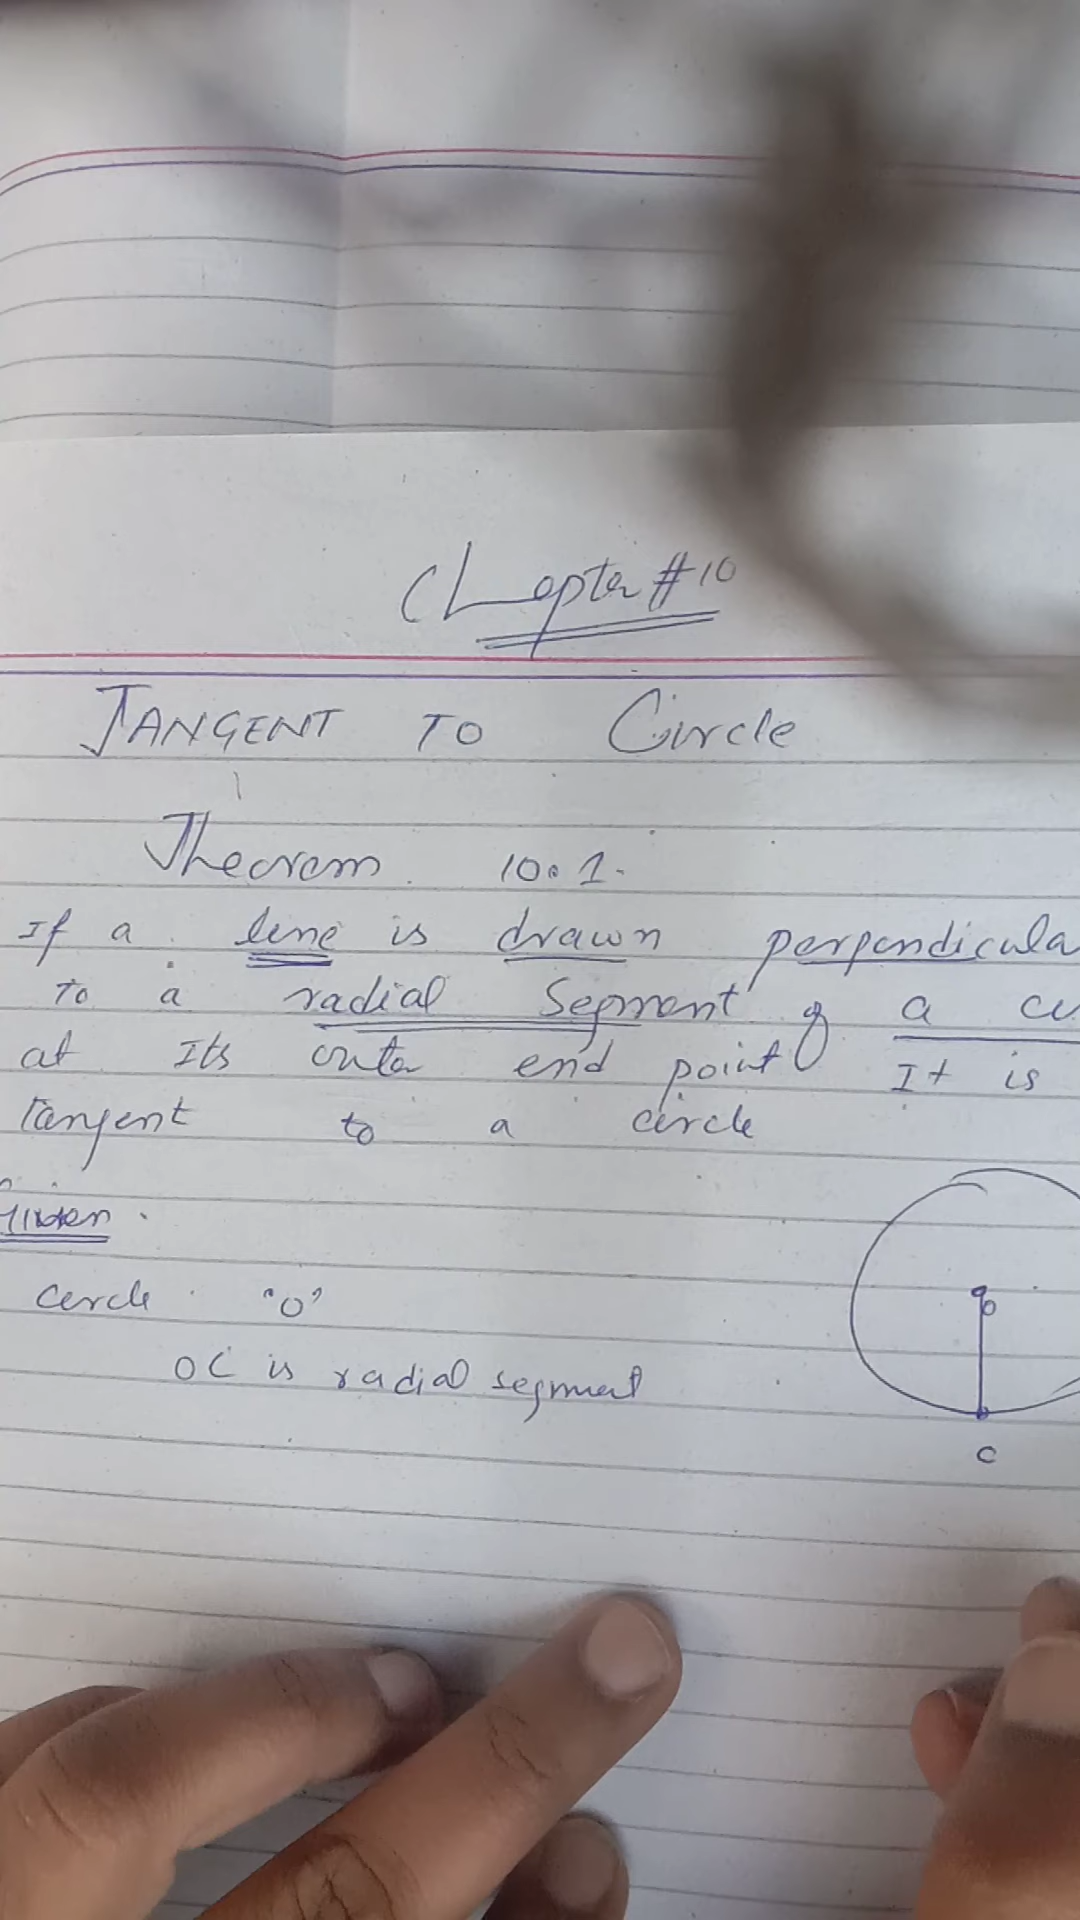 Chapter #10
TANGENT TO Circle
Theorem 10.1.
If a line is drawn perpendicula
to a radial segment of a
at Its outer end point It is
tangent to a circle
Given
circle "O"
OC is radial segment
O
C